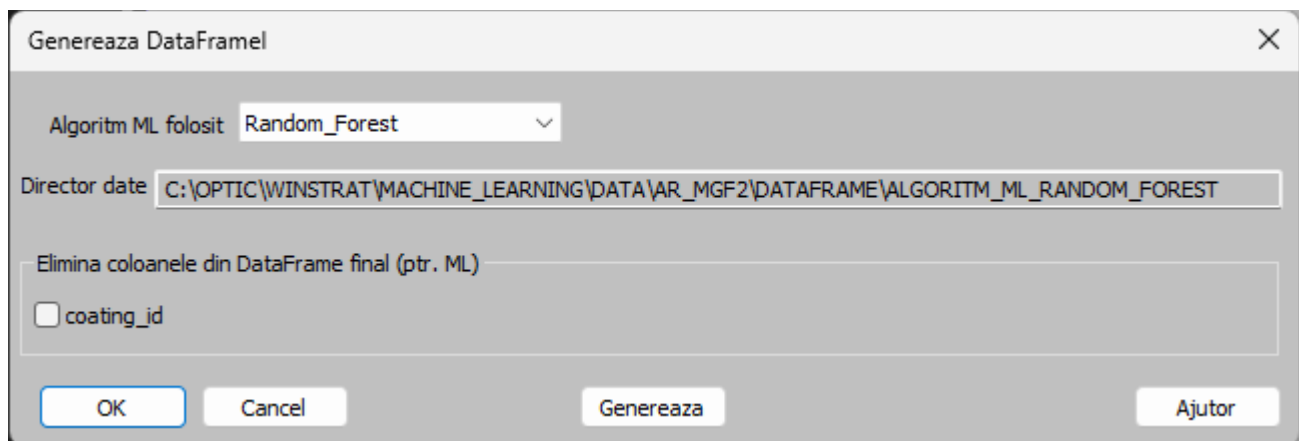 Genereaza DataFramel
Algoritm ML folosit Random_Forest
Director date C:\OPTIC\WINSTRAT\MACHINE_LEARNING\DATA\AR_MGF2\DATAFRAME\ALGORITM_ML_RANDOM_FOREST
Elimina coloanele din DataFrame final (ptr. ML)
coating_id
OK Cancel Genereaza Ajutor